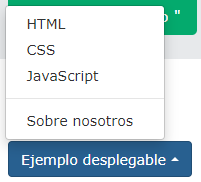 o "
HTML
CSS
JavaScript
Sobre nosotros
Ejemplo desplegable